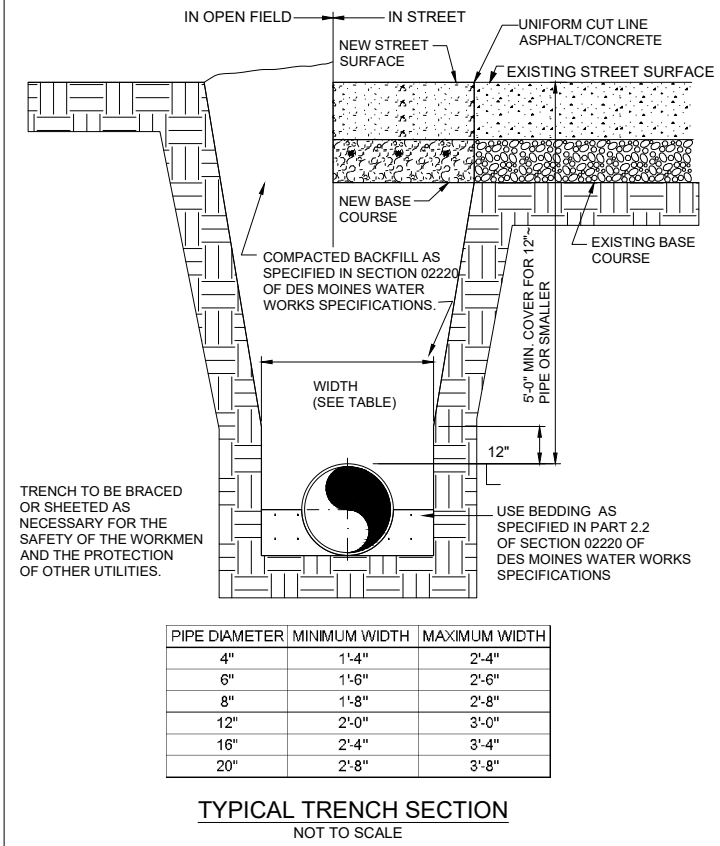 IN OPEN FIELD
IN STREET
UNIFORM CUT LINE
ASPHALT/CONCRETE
NEW STREET
SURFACE
EXISTING STREET SURFACE
NEW BASE
COURSE
EXISTING BASE
COURSE
COMPACTED BACKFILL AS
SPECIFIED IN SECTION 02220
OF DES MOINES WATER
WORKS SPECIFICATIONS.
5'-0" MIN. COVER FOR 12"~
PIPE OR SMALLER
WIDTH
(SEE TABLE)
12"
TRENCH TO BE BRACED
OR SHEETED AS
NECESSARY FOR THE
SAFETY OF THE WORKMEN
AND THE PROTECTION
OF OTHER UTILITIES.
USE BEDDING AS
SPECIFIED IN PART 2.2
OF SECTION 02220 OF
DES MOINES WATER WORKS
SPECIFICATIONS
PIPE DIAMETER MINIMUM WIDTH MAXIMUM WIDTH
4" 1'-4" 2'-4"
6" 1'-6" 2'-6"
8" 1'-8" 2'-8"
12" 2'-0" 3'-0"
16" 2'-4" 3'-4"
20" 2'-8" 3'-8"
TYPICAL TRENCH SECTION
NOT TO SCALE